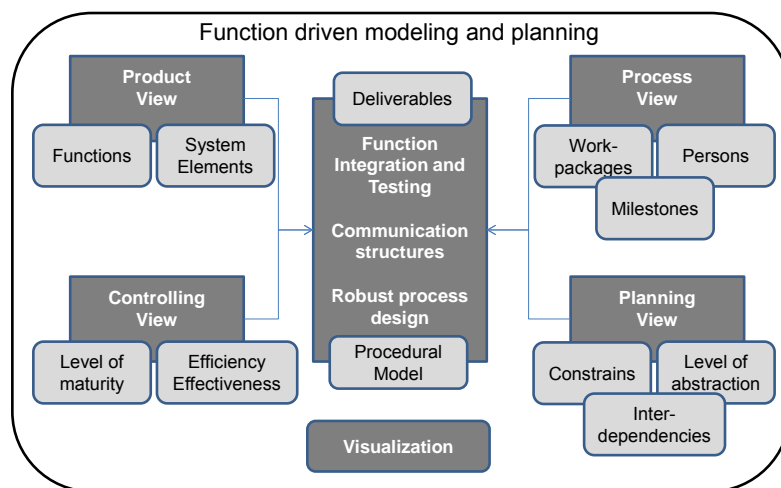 Function driven modeling and planning
Product
View
Functions
System
Elements
Controlling
View
Level of
maturity
Efficiency
Effectiveness
Deliverables
Function
Integration and
Testing
Communication
structures
Robust process
design
Procedural
Model
Visualization
Process
View
Work-
packages
Persons
Milestones
Planning
View
Constrains
Level of
abstraction
Inter-
dependencies